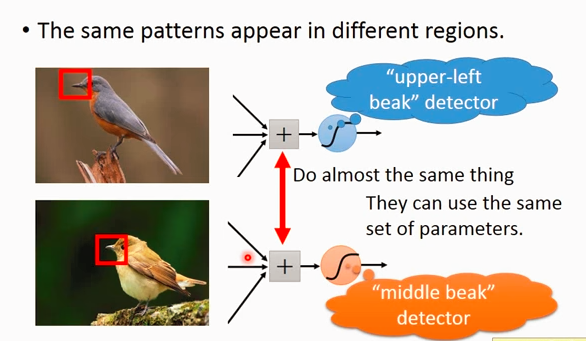 • The same patterns appear in different regions.
“upper-left
beak” detector
+
Do almost the same thing
They can use the same
set of parameters.
+
“middle beak”
detector